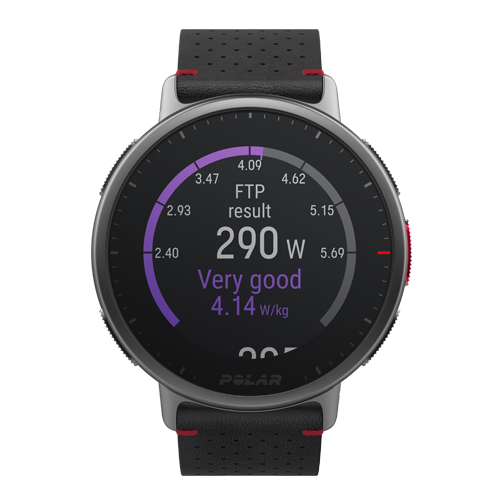 4.09
3.47
4.62
FTP
result
2.93
5.15
290 W
2.40
5.69
Very good
4.14 W/kg
POLAR